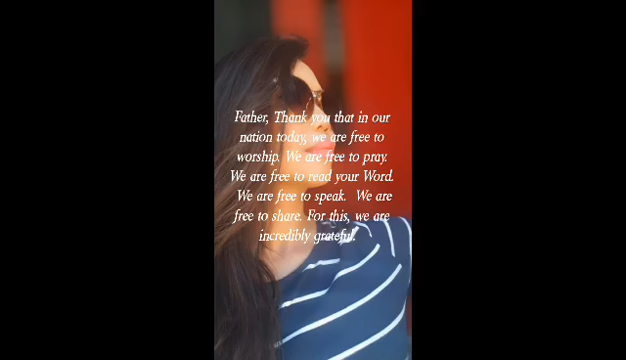 Father, Thank you that in our
nation today, we are free to
worship. We are free to pray.
We are free to read your Word.
We are free to speak.  We are
free to share. For this, we are
incredibly grateful.